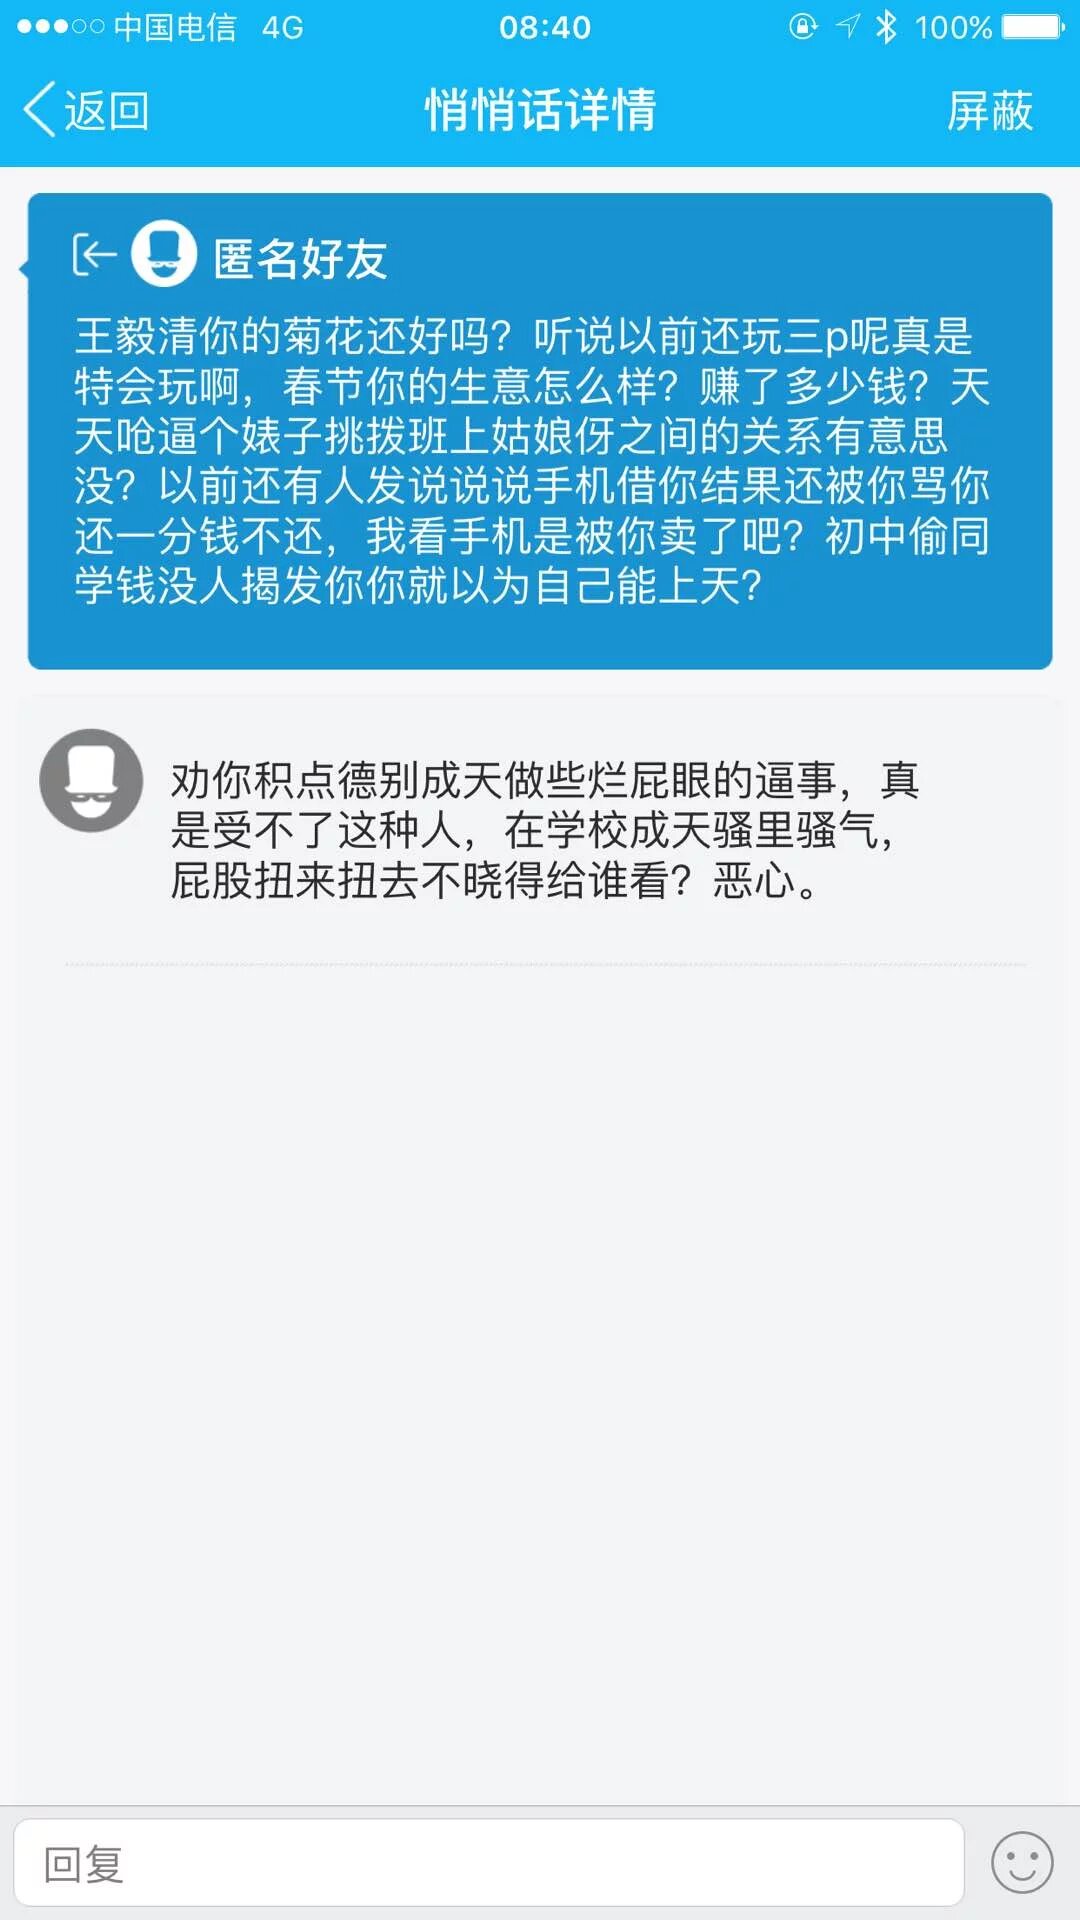 中国电信 4G 08:40 100%
返回 悄悄话详情 屏蔽
匿名好友
王毅清你的菊花还好吗？听说以前还玩三p呢真是
特会玩啊，春节你的生意怎么样？赚了多少钱？天
天呛逼个婊子挑拨班上姑娘伢之间的关系有意思
没？以前还有人发说说说手机借你结果还被你骂你
还一分钱不还，我看手机是被你卖了吧？初中偷同
学钱没人揭发你你就以为自己能上天？
劝你积点德别成天做些烂屁眼的逼事，真
是受不了这种人，在学校成天骚里骚气，
屁股扭来扭去不晓得给谁看？恶心。
回复